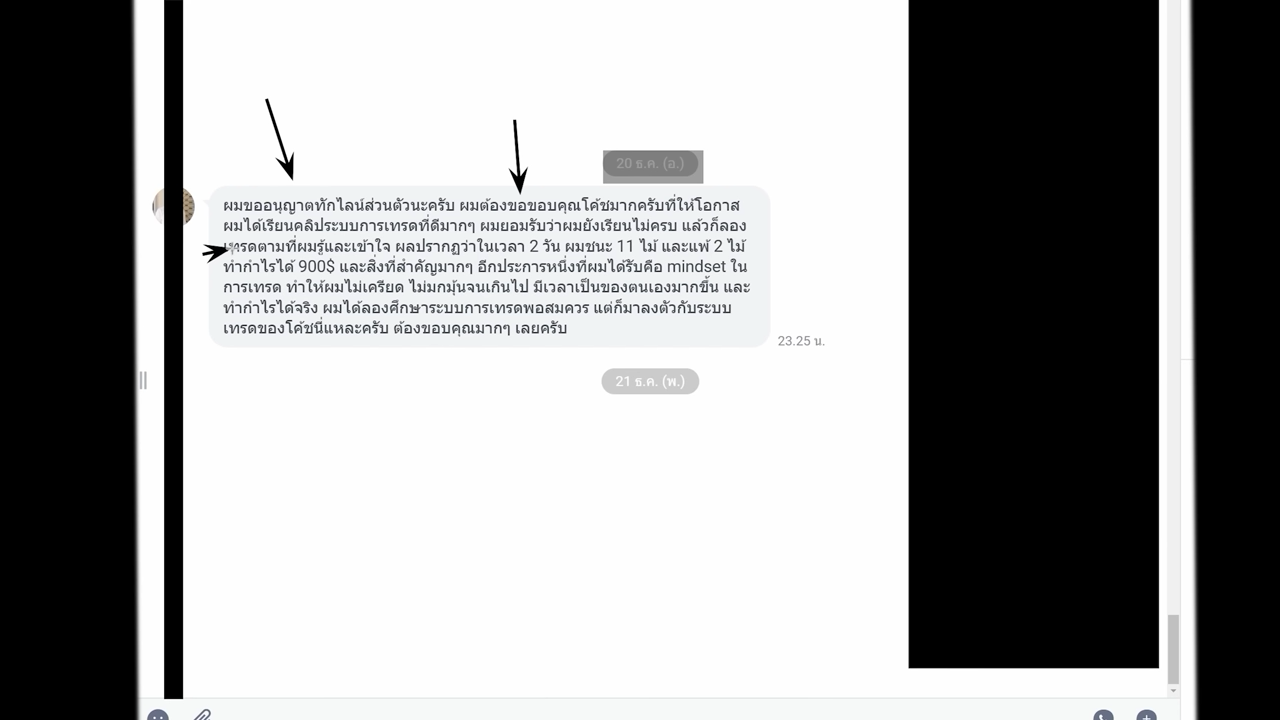 20 ธ.ค. (อ.)
ผมขออนุญาตทักไลน์ส่วนตัวนะครับ ผมต้องขอขอบคุณโค้ชมากครับที่ให้โอกาส
ผมได้เรียนคลิประบบการเทรดที่ดีมากๆ ผมยอมรับว่าผมยังเรียนไม่ครบ แล้วก็ลอง
เทรดตามที่ผมรู้และเข้าใจ ผลปรากฏว่าในเวลา 2 วัน ผมชนะ 11 ไม้ และแพ้ 2 ไม้
ทำกำไรได้ 900$ และสิ่งที่สำคัญมากๆ อีกประการหนึ่งที่ผมได้รับคือ mindset ใน
การเทรด ทำให้ผมไม่เครียด ไม่มกมุ้นจนเกินไป มีเวลาเป็นของตนเองมากขึ้น และ
ทำกำไรได้จริง ผมได้ลองศึกษาระบบการเทรดพอสมควร แต่ก็มาลงตัวกับระบบ
เทรดของโค้ชนี่แหละครับ ต้องขอบคุณมากๆ เลยครับ
23.25 น.
21 ธ.ค. (พ.)